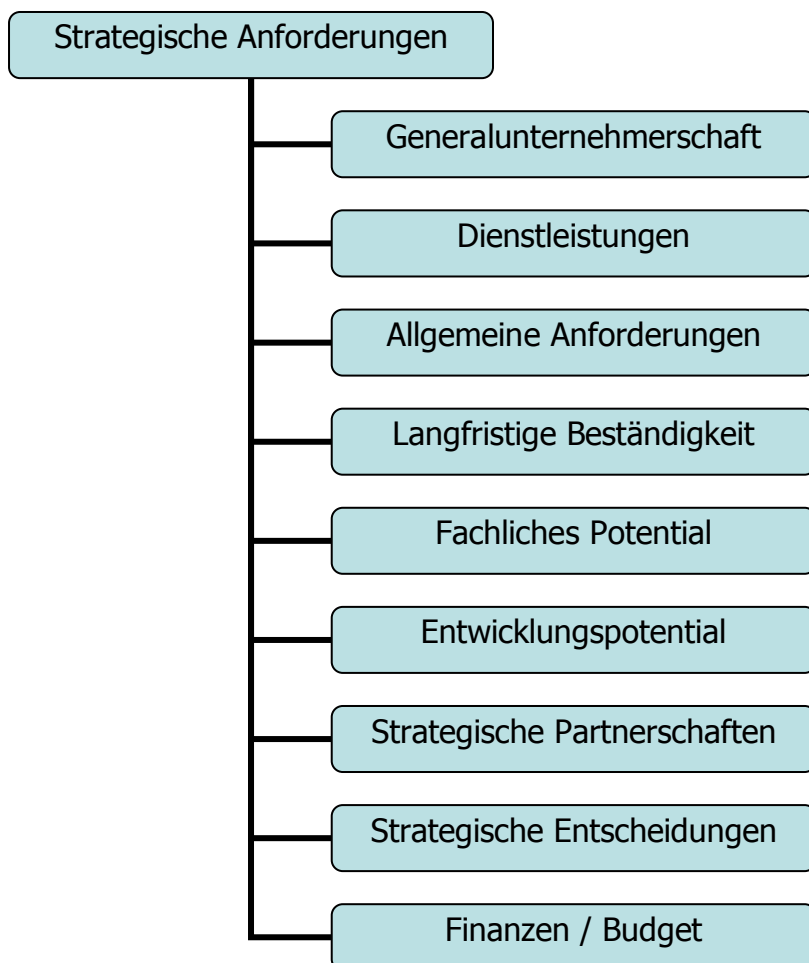 Strategische Anforderungen
Generalunternehmerschaft
Dienstleistungen
Allgemeine Anforderungen
Langfristige Beständigkeit
Fachliches Potential
Entwicklungspotential
Strategische Partnerschaften
Strategische Entscheidungen
Finanzen / Budget